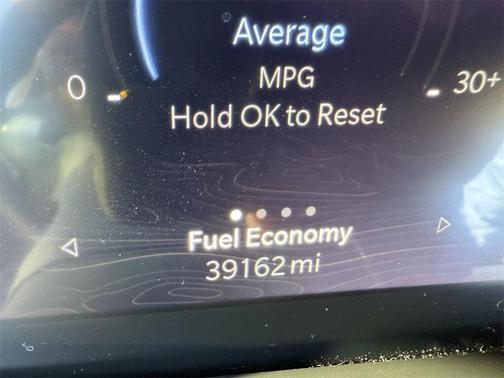 Average
0 MPG 30+
Hold OK to Reset
Fuel Economy
39162 mi